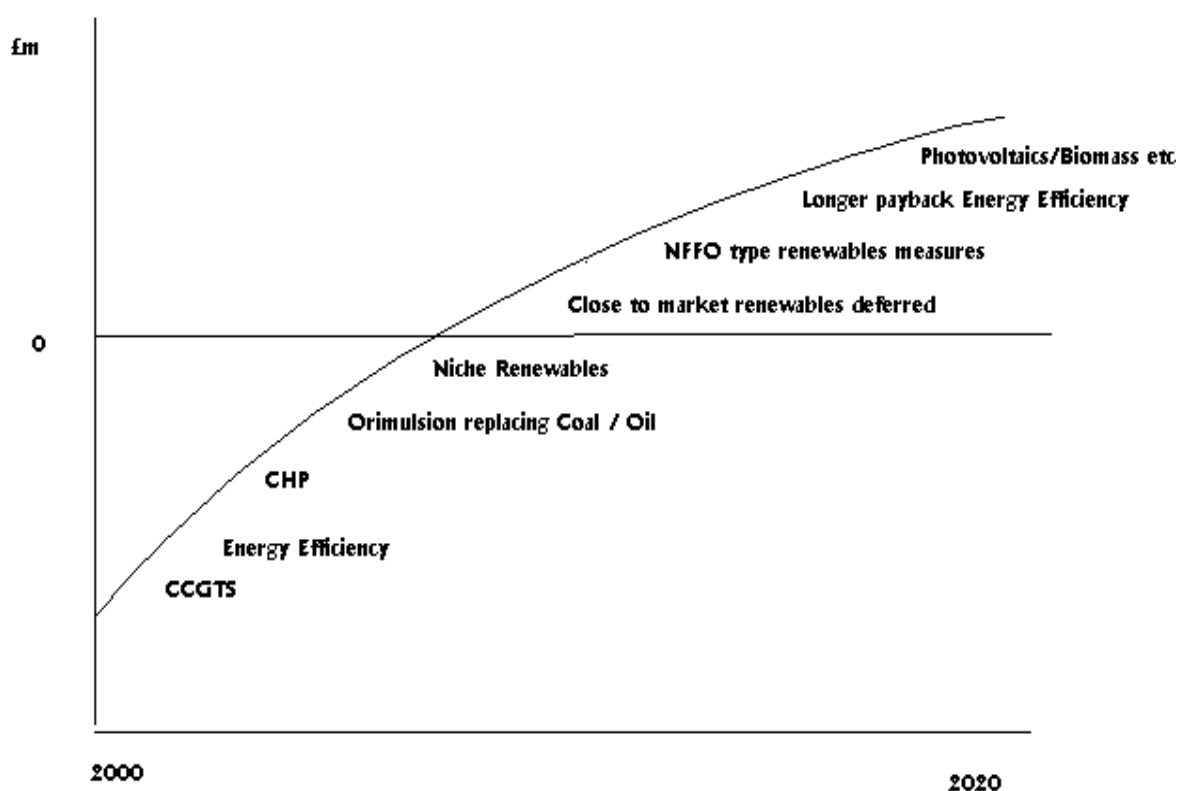 £m
Photovoltaics/Biomass etc
Longer payback Energy Efficiency
NFFO type renewables measures
Close to market renewables deferred
0
Niche Renewables
Orimulsion replacing Coal / Oil
CHP
Energy Efficiency
CCGTS
2000
2020